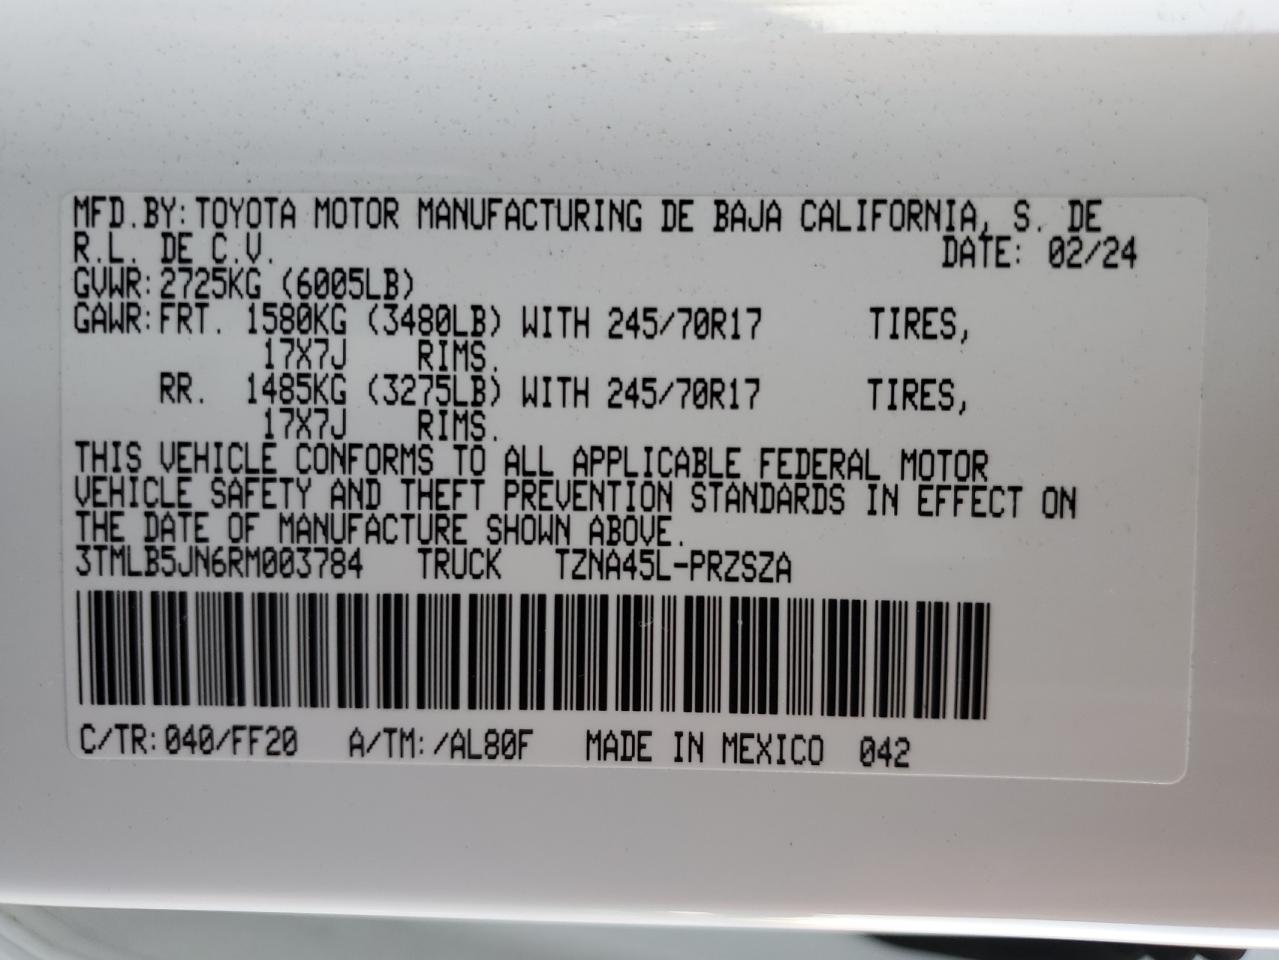 MFD.BY:TOYOTA MOTOR MANUFACTURING DE BAJA CALIFORNIA, S. DE
R.L. DE C.V. DATE: 02/24
GVWR:2725KG (6005LB)
GAWR:FRT. 1580KG (3480LB) WITH 245/70R17 TIRES,
17X7J RIMS.
RR. 1485KG (3275LB) WITH 245/70R17 TIRES,
17X7J RIMS.
THIS VEHICLE CONFORMS TO ALL APPLICABLE FEDERAL MOTOR
VEHICLE SAFETY AND THEFT PREVENTION STANDARDS IN EFFECT ON
THE DATE OF MANUFACTURE SHOWN ABOVE.
3TMLB5JN6RM003784 TRUCK TZNA45L-PRZSZA
C/TR:040/FF20 A/TM:/AL80F MADE IN MEXICO 042